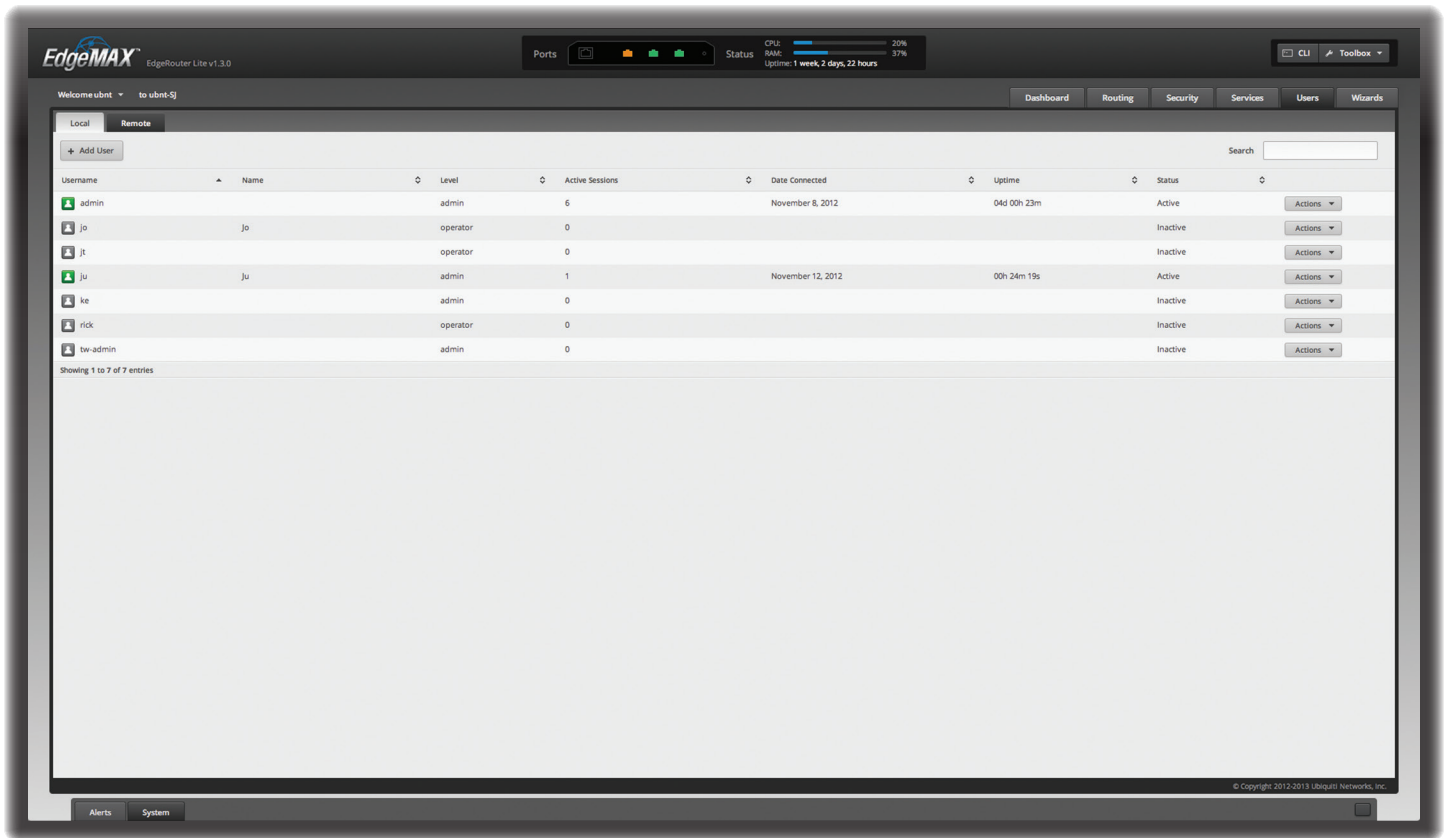 EdgeMAX™ EdgeRouter Lite v1.3.0
Ports Status CPU: 20%
RAM: 37%
Uptime: 1 week, 2 days, 22 hours
CLI Toolbox
Welcome ubnt to ubnt-SJ
Dashboard Routing Security Services Users Wizards
Local Remote
+ Add User Search
Username Name Level Active Sessions Date Connected Uptime Status
admin admin 6 November 8, 2012 04d 00h 23m Active Actions
jo Jo operator 0 Inactive Actions
jt operator 0 Inactive Actions
ju Ju admin 1 November 12, 2012 00h 24m 19s Active Actions
ke admin 0 Inactive Actions
rick operator 0 Inactive Actions
tw-admin admin 0 Inactive Actions
Showing 1 to 7 of 7 entries
© Copyright 2012-2013 Ubiquiti Networks, Inc.
Alerts System